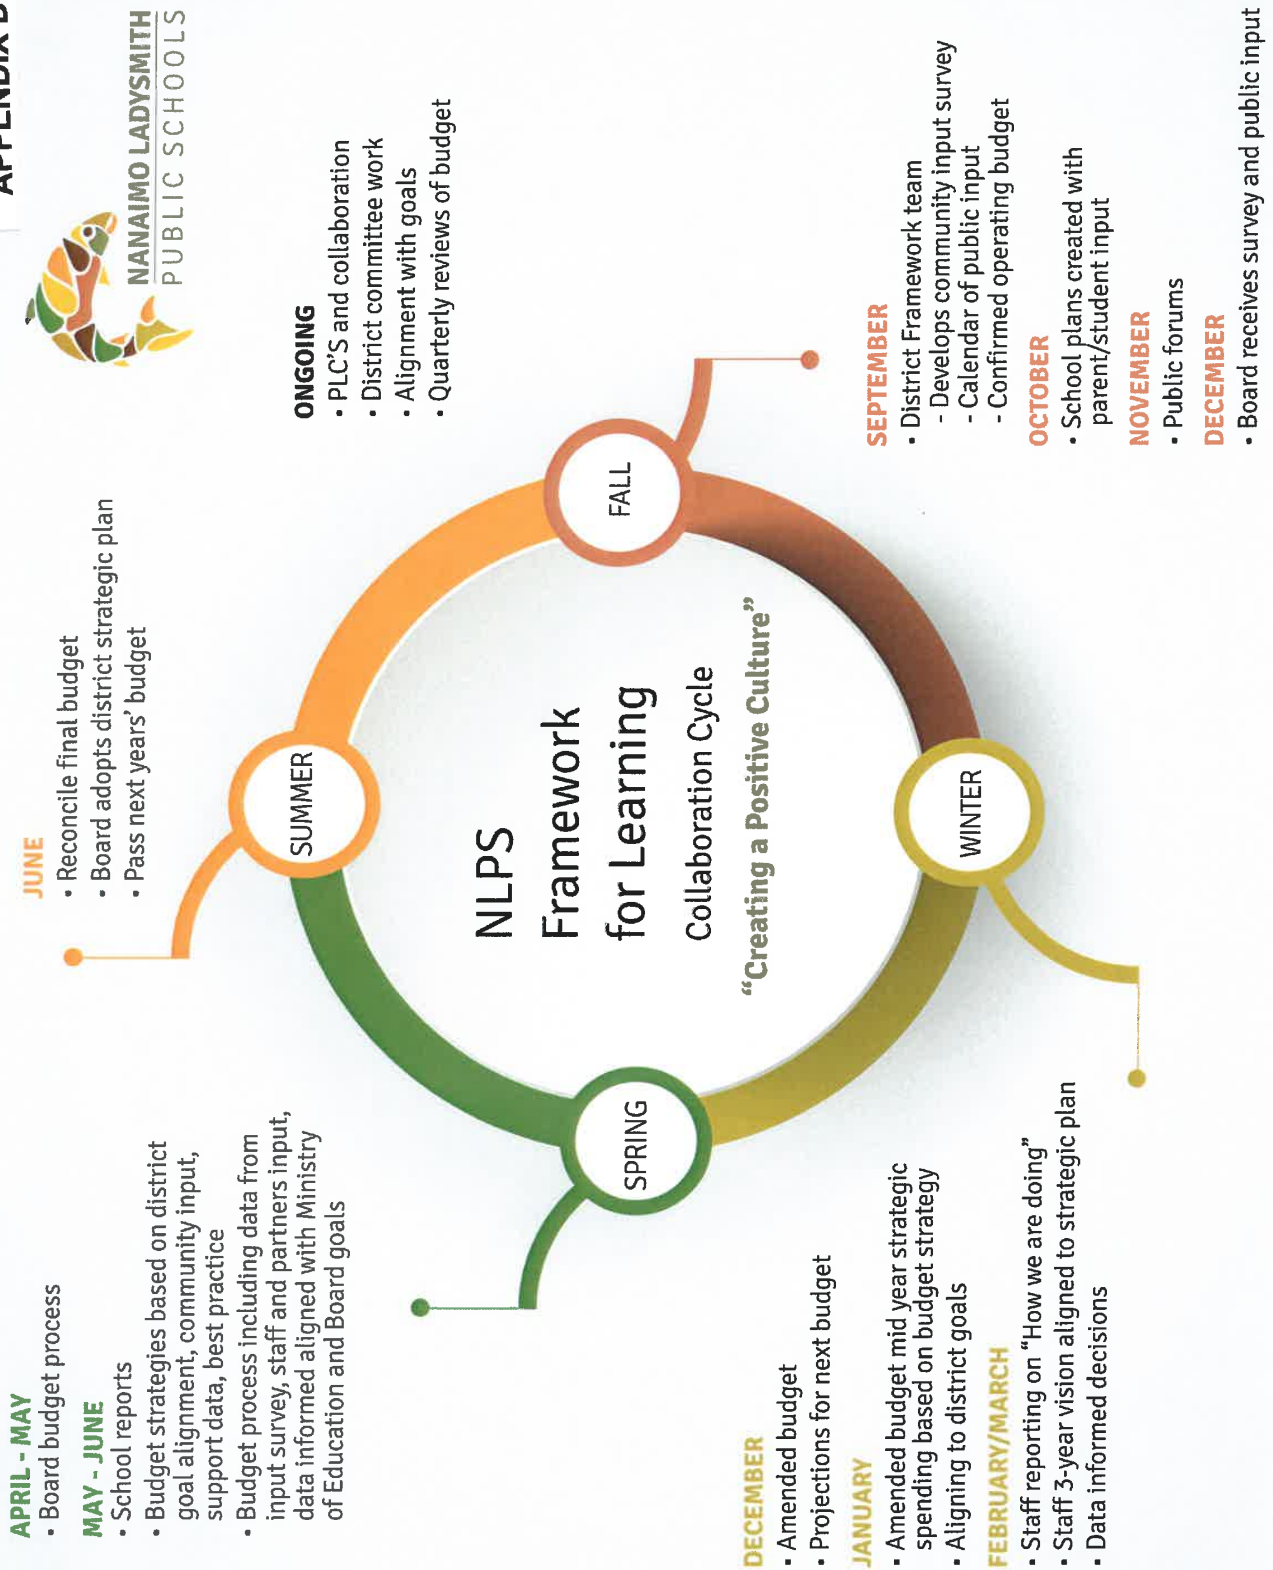 APPENDIX
NANAIMO LADYSMITH
PUBLIC SCHOOLS
APRIL - MAY
• Board budget process
MAY - JUNE
• School reports
• Budget strategies based on district
goal alignment, community input,
support data, best practice
• Budget process including data from
input survey, staff and partners input,
data informed aligned with Ministry
of Education and Board goals
JUNE
• Reconcile final budget
• Board adopts district strategic plan
• Pass next years' budget
ONGOING
• PLC'S and collaboration
• District committee work
• Alignment with goals
• Quarterly reviews of budget
SUMMER
SPRING
FALL
WINTER
NLPS
Framework
for Learning
Collaboration Cycle
“Creating a Positive Culture”
DECEMBER
• Amended budget
• Projections for next budget
JANUARY
• Amended budget mid year strategic
spending based on budget strategy
• Aligning to district goals
FEBRUARY/MARCH
• Staff reporting on “How we are doing”
• Staff 3-year vision aligned to strategic plan
• Data informed decisions
SEPTEMBER
• District Framework team
- Develops community input survey
- Calendar of public input
- Confirmed operating budget
OCTOBER
• School plans created with
parent/student input
NOVEMBER
• Public forums
DECEMBER
• Board receives survey and public input